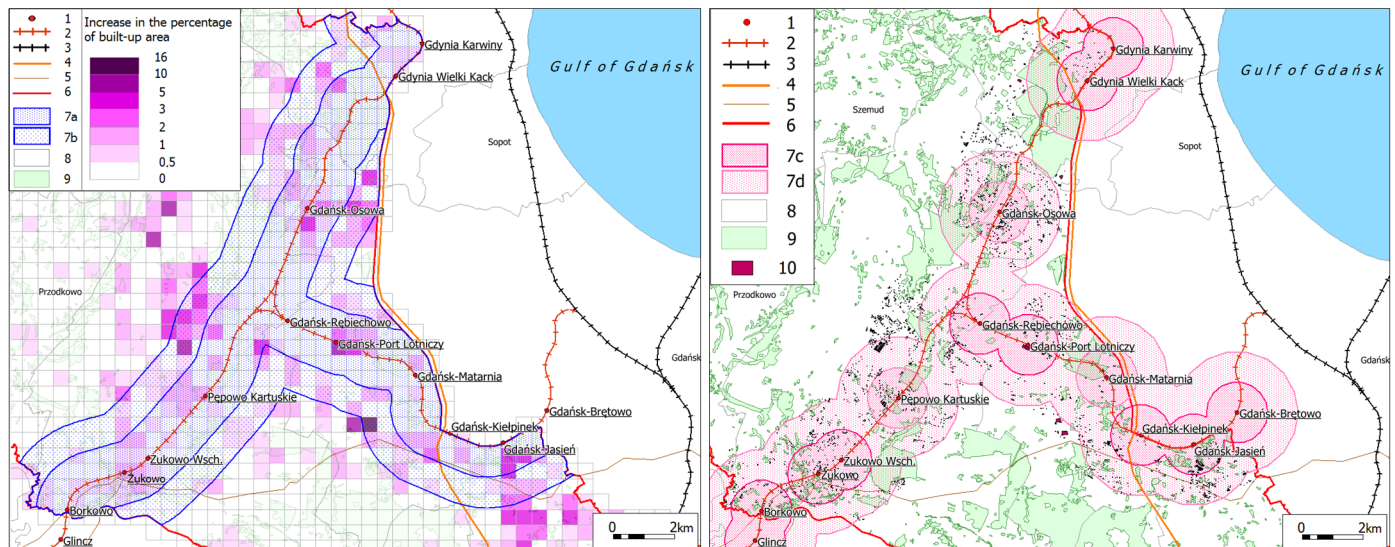 1
2
3
4
5
6
7a
7b
8
9
Increase in the percentage
of built-up area
16
10
5
3
2
1
0,5
0
Gdynia Karwiny
Gulf of Gdańsk
Gdynia Wielki Kack
Sopot
Gdańsk-Osowa
Przodkowo
Gdańsk-Rębiechowo
Gdańsk-Port Lotniczy
Gdańsk
Gdańsk-Matarnia
Pępowo Kartuskie
Gdańsk-Brętowo
Gdańsk-Kiełpinek
Gdańsk-Jasień
Żukowo Wsch.
Żukowo
Borkowo
Glincz
0 2km
1
2
3
4
5
6
7c
7d
8
9
10
Gdynia Karwiny
Gulf of Gdańsk
Gdynia Wielki Kack
Szemud
Sopot
Gdańsk-Osowa
Przodkowo
Gdańsk-Rębiechowo
Gdańsk-Port Lotniczy
Gdańsk
Gdańsk-Matarnia
Pępowo Kartuskie
Gdańsk-Brętowo
Gdańsk-Kiełpinek
Gdańsk-Jasień
Żukowo Wsch.
Żukowo
Borkowo
Glincz
0 2km